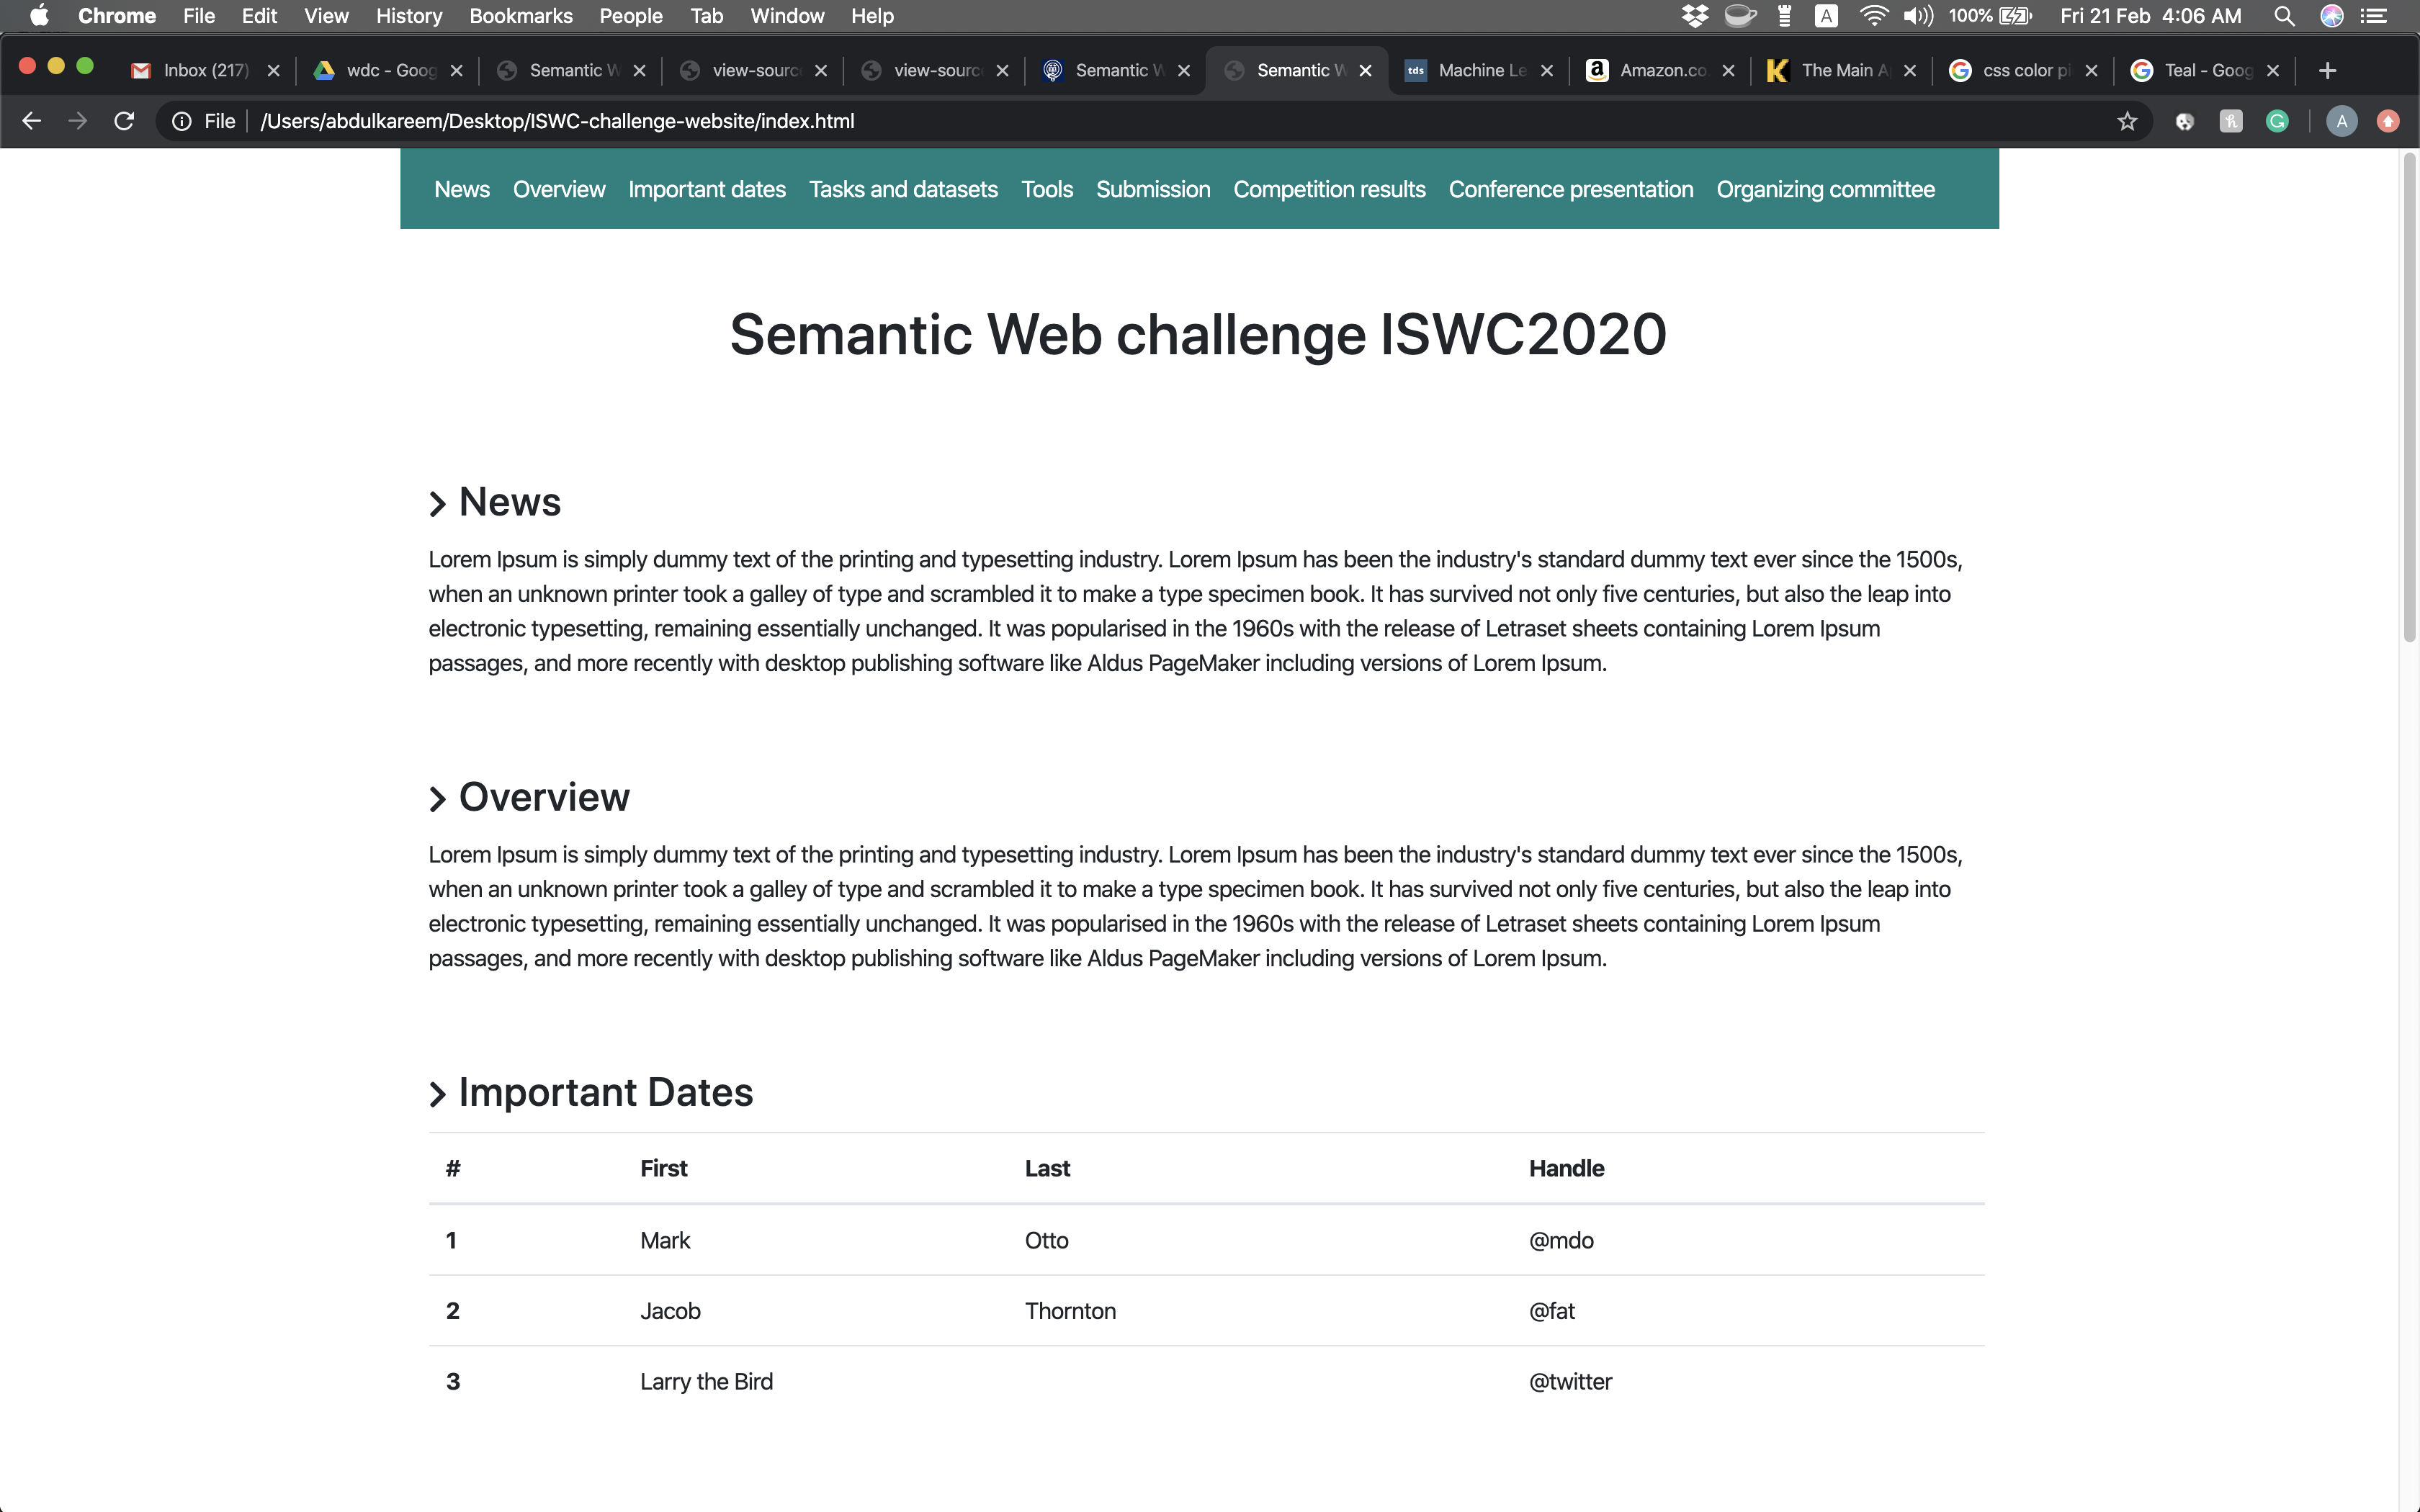 Chrome File Edit View History Bookmarks People Tab Window Help A 100% Fri 21 Feb 4:06 AM
Inbox (217) wdc - Goog Semantic W view-sourc view-sourc Semantic W Semantic W tds Machine Le a Amazon.co K The Main A G css color pi G Teal - Goog
File /Users/abdulkareem/Desktop/ISWC-challenge-website/index.html A
News Overview Important dates Tasks and datasets Tools Submission Competition results Conference presentation Organizing committee
Semantic Web challenge ISWC2020
News
Lorem Ipsum is simply dummy text of the printing and typesetting industry. Lorem Ipsum has been the industry's standard dummy text ever since the 1500s,
when an unknown printer took a galley of type and scrambled it to make a type specimen book. It has survived not only five centuries, but also the leap into
electronic typesetting, remaining essentially unchanged. It was popularised in the 1960s with the release of Letraset sheets containing Lorem Ipsum
passages, and more recently with desktop publishing software like Aldus PageMaker including versions of Lorem Ipsum.
Overview
Lorem Ipsum is simply dummy text of the printing and typesetting industry. Lorem Ipsum has been the industry's standard dummy text ever since the 1500s,
when an unknown printer took a galley of type and scrambled it to make a type specimen book. It has survived not only five centuries, but also the leap into
electronic typesetting, remaining essentially unchanged. It was popularised in the 1960s with the release of Letraset sheets containing Lorem Ipsum
passages, and more recently with desktop publishing software like Aldus PageMaker including versions of Lorem Ipsum.
Important Dates
# First Last Handle
1 Mark Otto @mdo
2 Jacob Thornton @fat
3 Larry the Bird @twitter